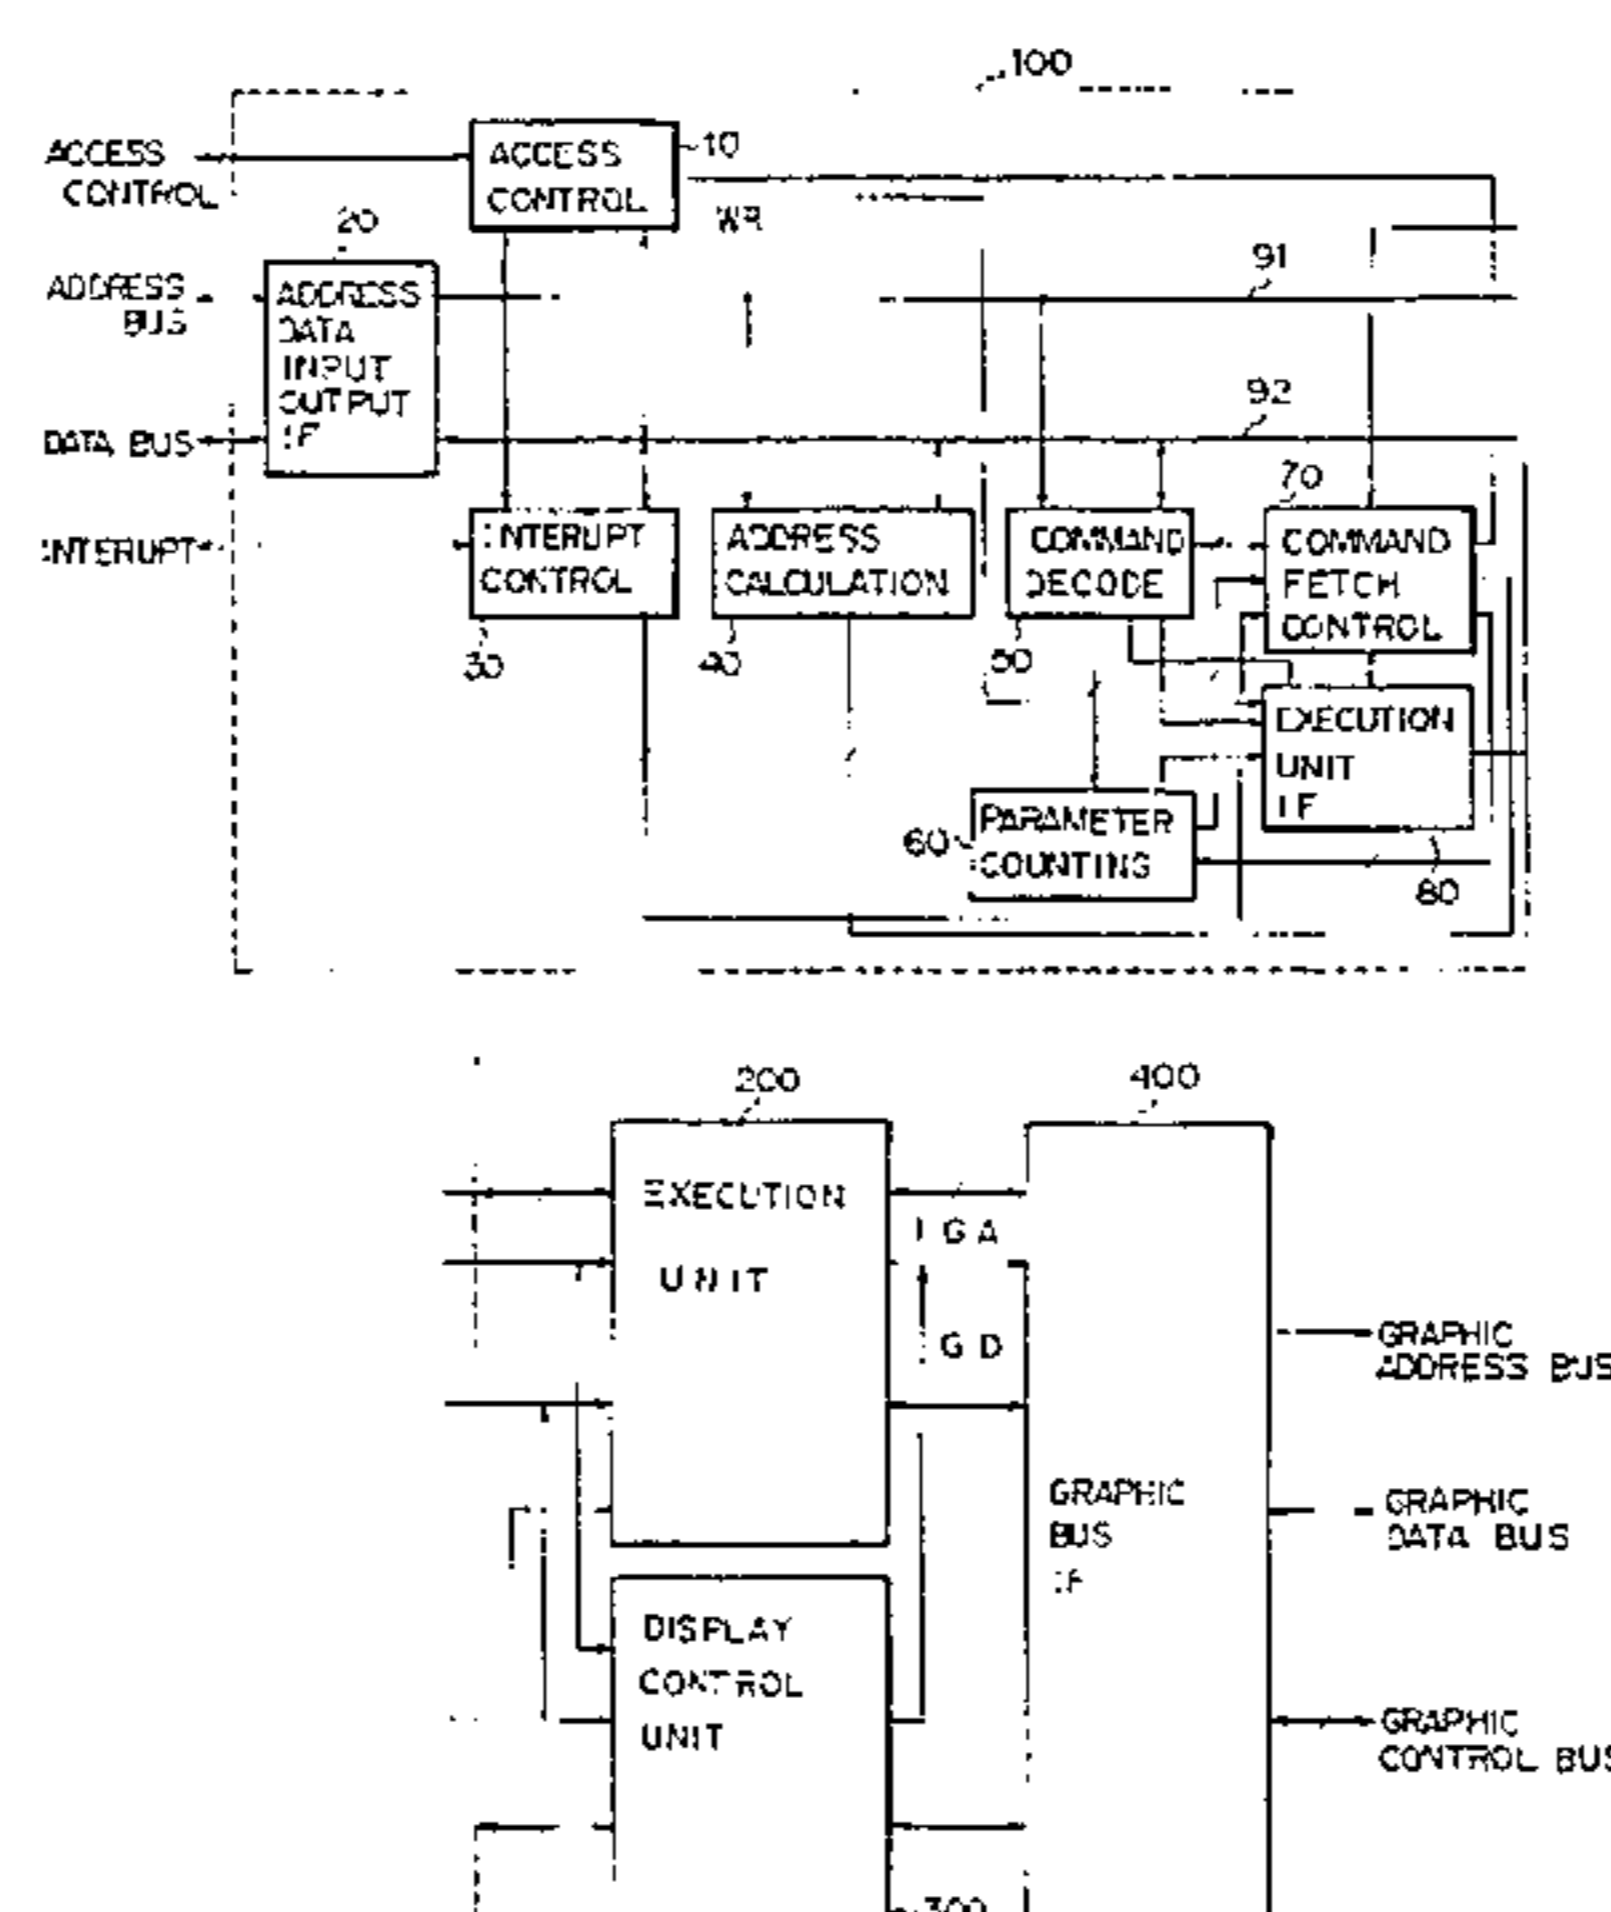 100
ACCESS
CONTROL
ACCESS
CONTROL
10
WR
20
ADDRESS
BUS
ADDRESS
DATA
INPUT
OUTPUT
IF
91
92
DATA BUS
INTERUPT
INTERUPT
CONTROL
30
ADDRESS
CALCULATION
40
COMMAND
DECODE
50
70
COMMAND
FETCH
CONTROL
EXECUTION
UNIT
IF
80
PARAMETER
COUNTING
60
200
400
EXECUTION
UNIT
GA
GD
GRAPHIC
ADDRESS BUS
GRAPHIC
BUS
IF
GRAPHIC
DATA BUS
DISPLAY
CONTROL
UNIT
GRAPHIC
CONTROL BUS
300